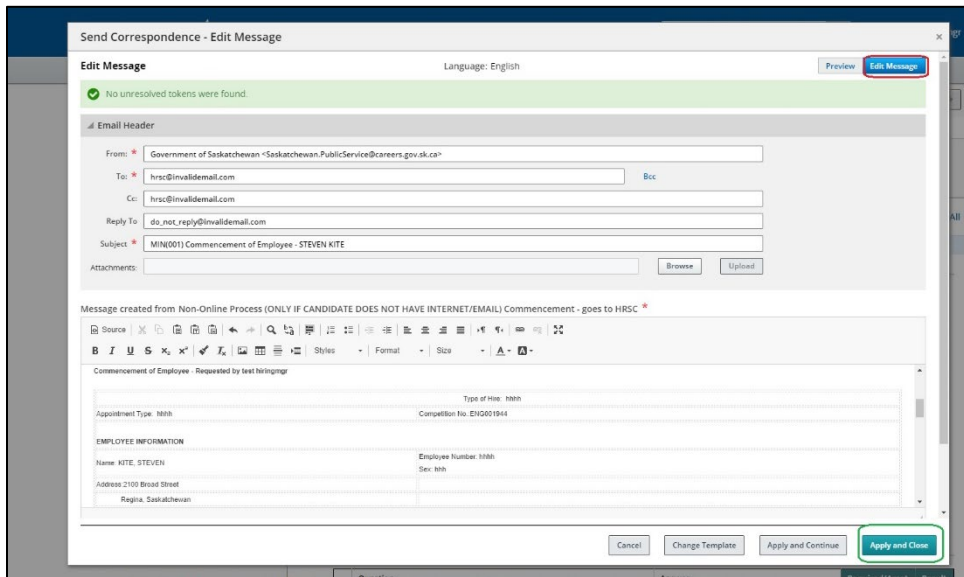 Send Correspondence - Edit Message ×
Edit Message Language: English Preview Edit Message
No unresolved tokens were found.
Email Header
From: * Government of Saskatchewan <Saskatchewan.PublicService@careers.gov.sk.ca>
To: * hrsc@invalidemail.com Bcc
Cc: hrsc@invalidemail.com
Reply To do_not_reply@invalidemail.com
Subject * MIN(001) Commencement of Employee - STEVEN KITE
Attachments: Browse Upload
Message created from Non-Online Process (ONLY IF CANDIDATE DOES NOT HAVE INTERNET/EMAIL) Commencement - goes to HRSC *
Source
B I U S x₂ x² Tx Styles Format Size A A
Commencement of Employee - Requested by test hiringmgr
Type of Hire: hhhh
Appointment Type: hhhh Competition No. ENG001944
EMPLOYEE INFORMATION
Name: KITE, STEVEN Employee Number: hhhh
Sex: hhh
Address:2100 Broad Street
Regina, Saskatchewan
Cancel Change Template Apply and Continue Apply and Close
All